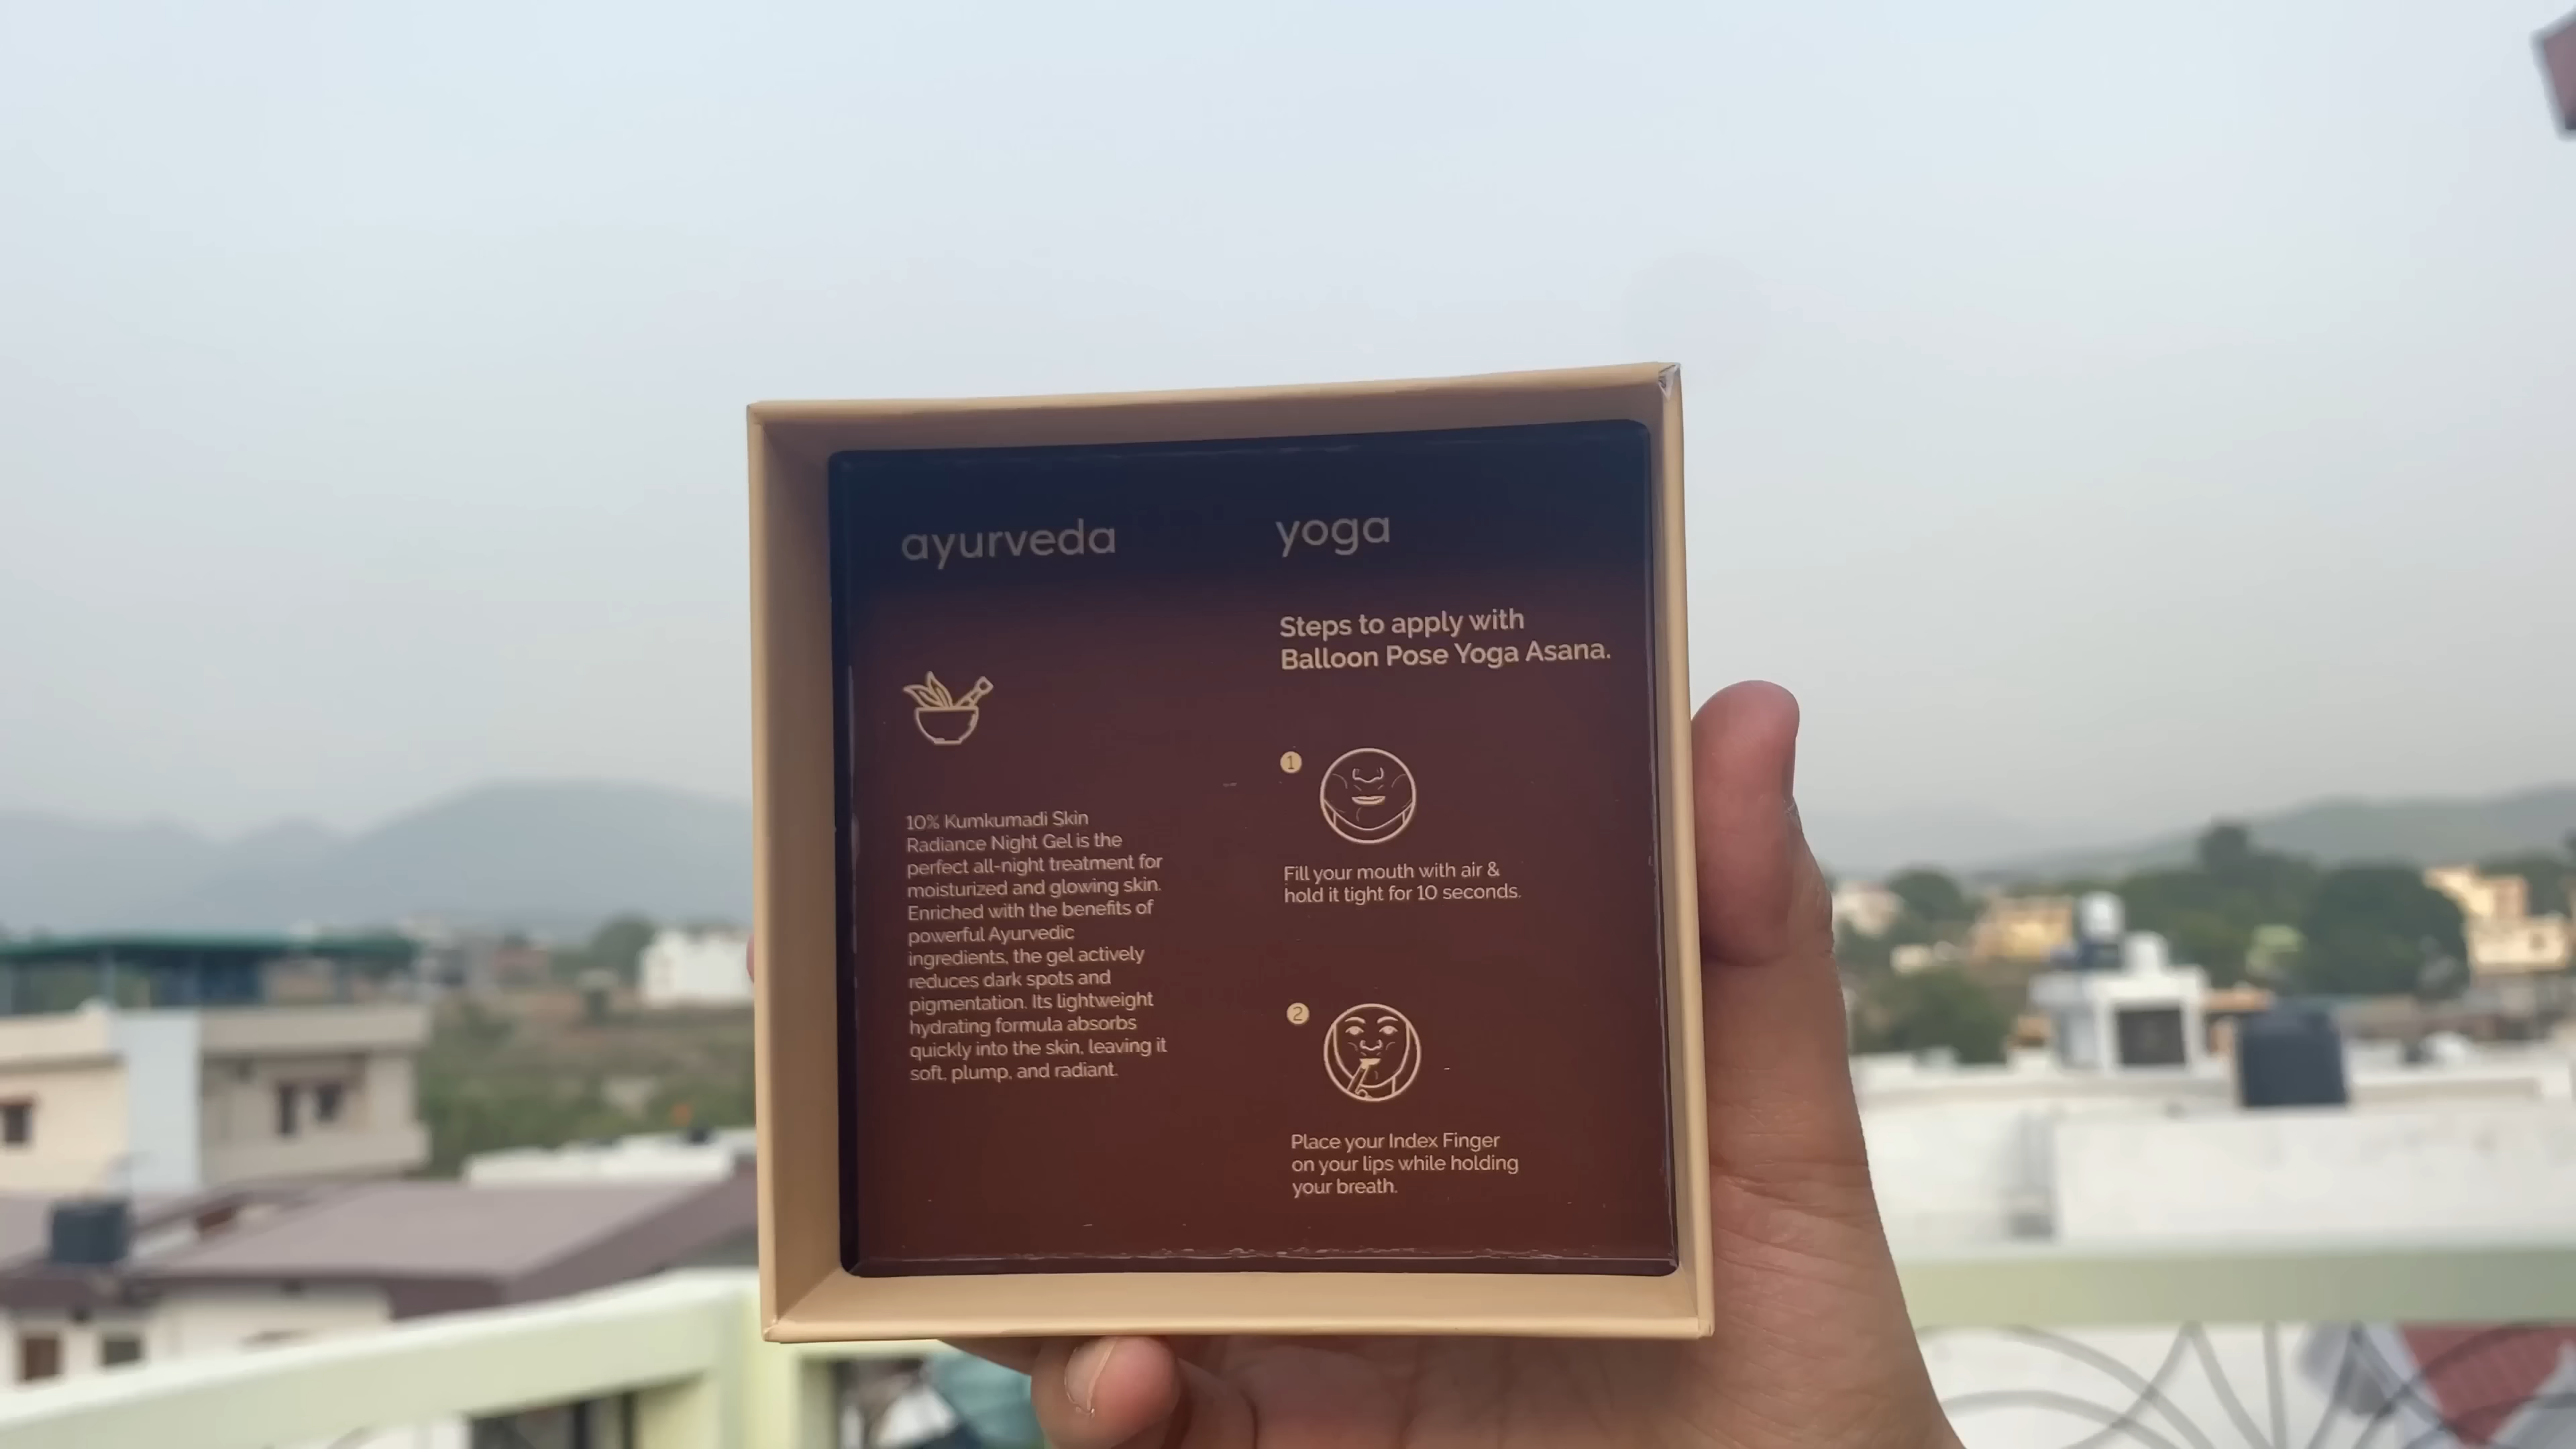 ayurveda
10% Kumkumadi Skin
Radiance Night Gel is the
perfect all-night treatment for
moisturized and glowing skin.
Enriched with the benefits of
powerful Ayurvedic
ingredients, the gel actively
reduces dark spots and
pigmentation. Its lightweight
hydrating formula absorbs
quickly into the skin, leaving it
soft, plump, and radiant.
yoga
Steps to apply with
Balloon Pose Yoga Asana.
1
Fill your mouth with air &
hold it tight for 10 seconds.
2
Place your Index Finger
on your lips while holding
your breath.